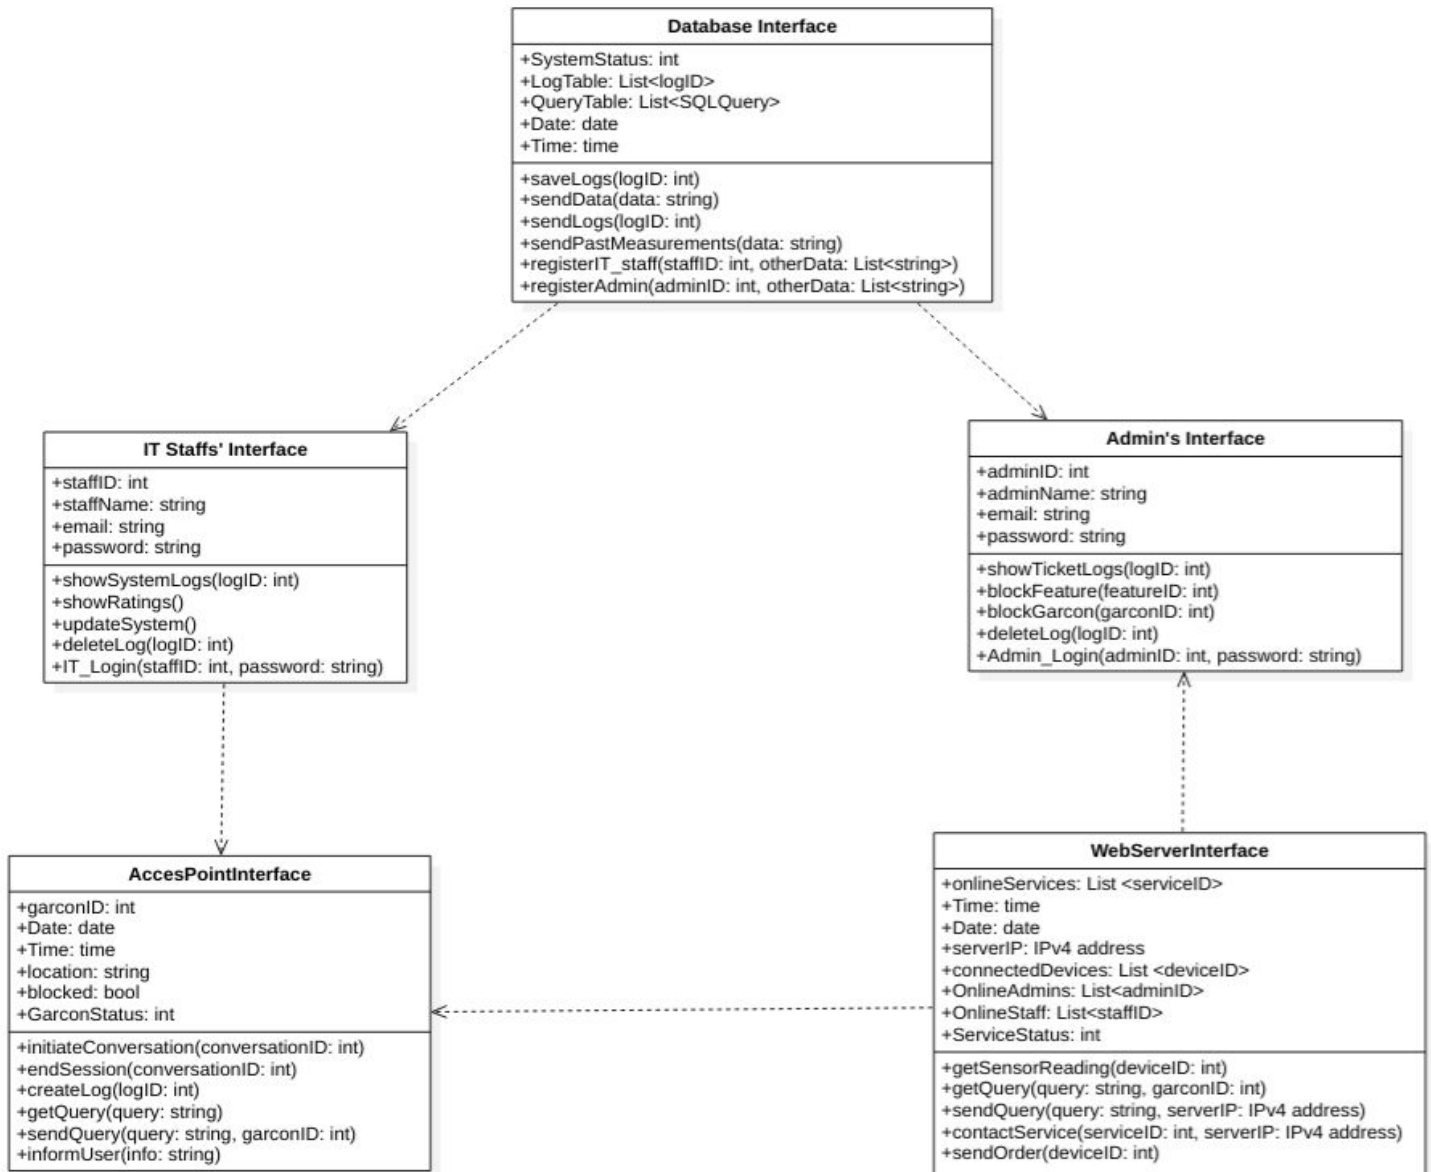 Database Interface
+SystemStatus: int
+LogTable: List<logID>
+QueryTable: List<SQLQuery>
+Date: date
+Time: time
+saveLogs(logID: int)
+sendData(data: string)
+sendLogs(logID: int)
+sendPastMeasurements(data: string)
+registerIT_staff(staffID: int, otherData: List<string>)
+registerAdmin(adminID: int, otherData: List<string>)
IT Staffs' Interface
+staffID: int
+staffName: string
+email: string
+password: string
+showSystemLogs(logID: int)
+showRatings()
+updateSystem()
+deleteLog(logID: int)
+IT_Login(staffID: int, password: string)
Admin's Interface
+adminID: int
+adminName: string
+email: string
+password: string
+showTicketLogs(logID: int)
+blockFeature(featureID: int)
+blockGarcon(garconID: int)
+deleteLog(logID: int)
+Admin_Login(adminID: int, password: string)
AccesPointInterface
+garconID: int
+Date: date
+Time: time
+location: string
+blocked: bool
+GarconStatus: int
+initiateConversation(conversationID: int)
+endSession(conversationID: int)
+createLog(logID: int)
+getQuery(query: string)
+sendQuery(query: string, garconID: int)
+informUser(info: string)
WebServerInterface
+onlineServices: List <serviceID>
+Time: time
+Date: date
+serverIP: IPv4 address
+connectedDevices: List <deviceID>
+OnlineAdmins: List<adminID>
+OnlineStaff: List<staffID>
+ServiceStatus: int
+getSensorReading(deviceID: int)
+getQuery(query: string, garconID: int)
+sendQuery(query: string, serverIP: IPv4 address)
+contactService(serviceID: int, serverIP: IPv4 address)
+sendOrder(deviceID: int)